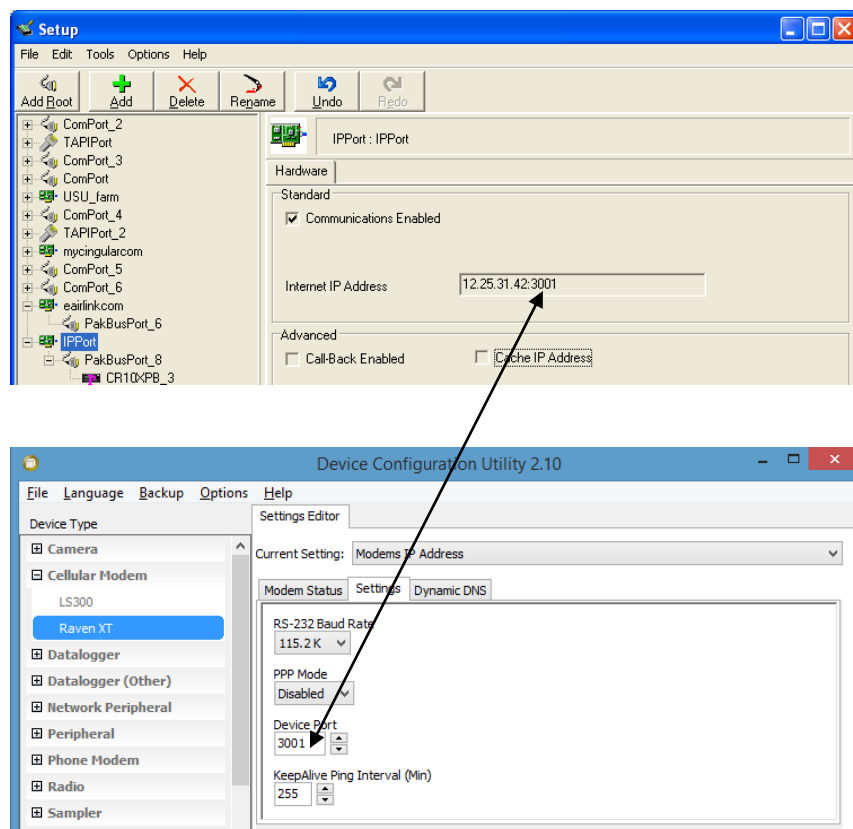 Setup
File Edit Tools Options Help
Add Root Add Delete Rename Undo Redo
ComPort_2
TAPIPort
ComPort_3
ComPort
USU_farm
ComPort_4
TAPIPort_2
mycingularcom
ComPort_5
ComPort_6
eairlinkcom
PakBusPort_6
IPPort
PakBusPort_8
CR10XPB_3
IPPort : IPPort
Hardware
Standard
Communications Enabled
Internet IP Address 12.25.31.42:3001
Advanced
Call-Back Enabled Cache IP Address
Device Configuration Utility 2.10
File Language Backup Options Help
Device Type
Camera
Cellular Modem
LS300
Raven XT
Datalogger
Datalogger (Other)
Network Peripheral
Peripheral
Phone Modem
Radio
Sampler
Settings Editor
Current Setting: Modems IP Address
Modem Status Settings Dynamic DNS
RS-232 Baud Rate
115.2 K
PPP Mode
Disabled
Device Port
3001
KeepAlive Ping Interval (Min)
255